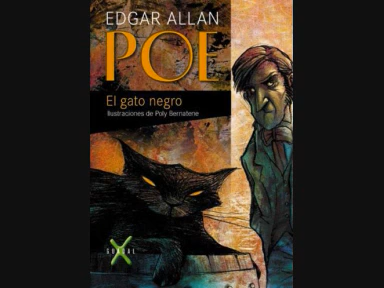 EDGAR ALLAN
POE
El gato negro
Ilustraciones de Poly Bernatene